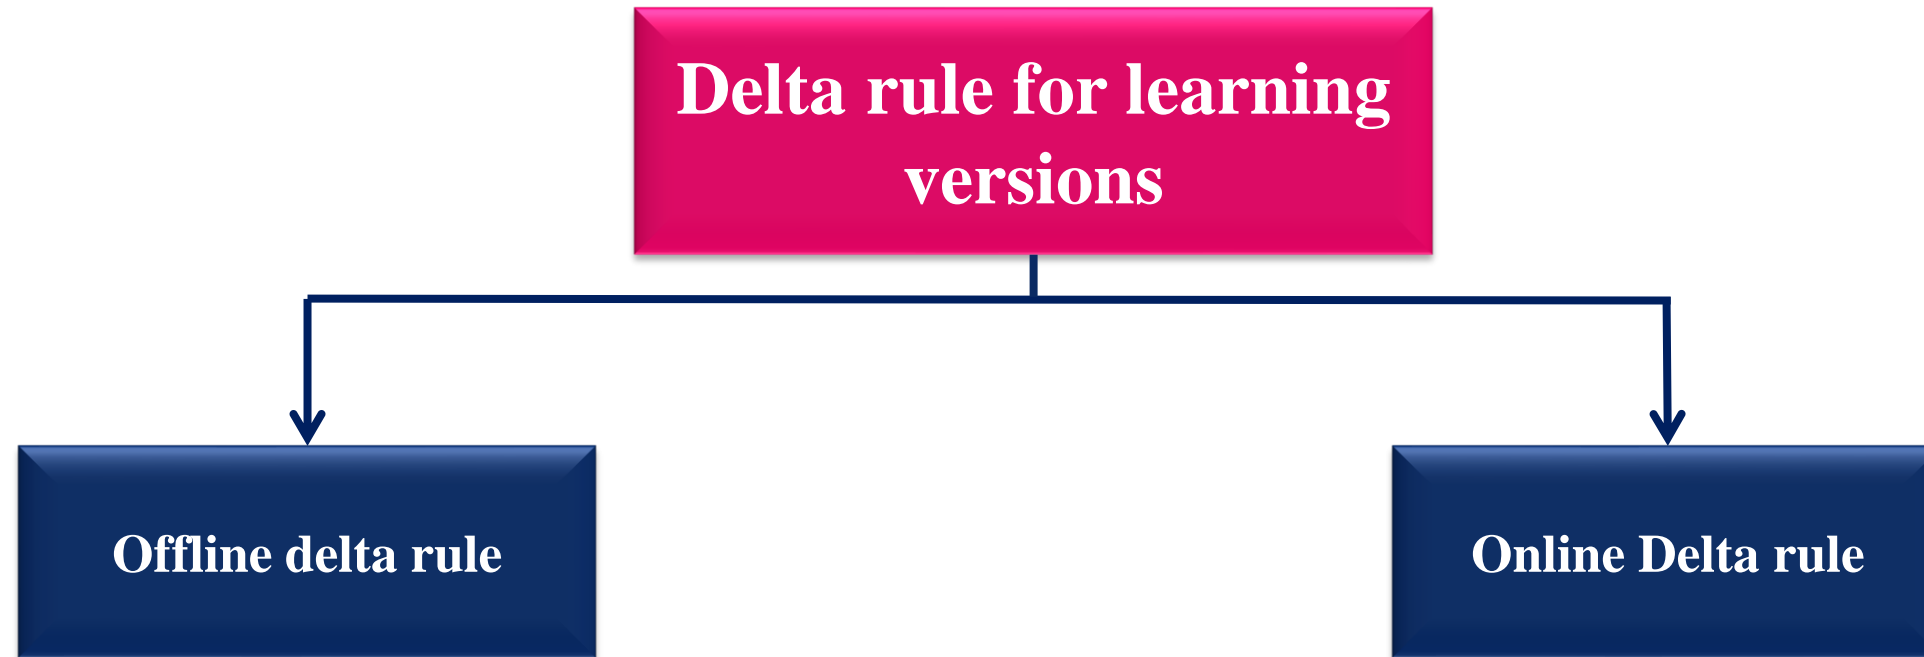 Delta rule for learning
versions
Offline delta rule
Online Delta rule